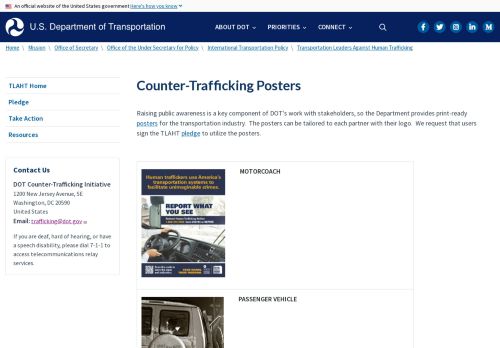 An official website of the United States government Here's how you know
U.S. Department of Transportation
ABOUT DOT PRIORITIES CONNECT
Home \ Mission \ Office of Secretary \ Office of the Under Secretary for Policy \ International Transportation Policy \ Transportation Leaders Against Human Trafficking
TLAHT Home
Pledge
Take Action
Resources
Contact Us
DOT Counter-Trafficking Initiative
1200 New Jersey Avenue, SE
Washington, DC 20590
United States
Email: trafficking@dot.gov
If you are deaf, hard of hearing, or have
a speech disability, please dial 7-1-1 to
access telecommunications relay
services.
Counter-Trafficking Posters
Raising public awareness is a key component of DOT's work with stakeholders, so the Department provides print-ready
posters for the transportation industry. The posters can be tailored to each partner with their logo. We request that users
sign the TLAHT pledge to utilize the posters.
Human traffickers use America's
transportation systems to
facilitate unimaginable crimes.
REPORT WHAT
YOU SEE
MOTORCOACH
PASSENGER VEHICLE